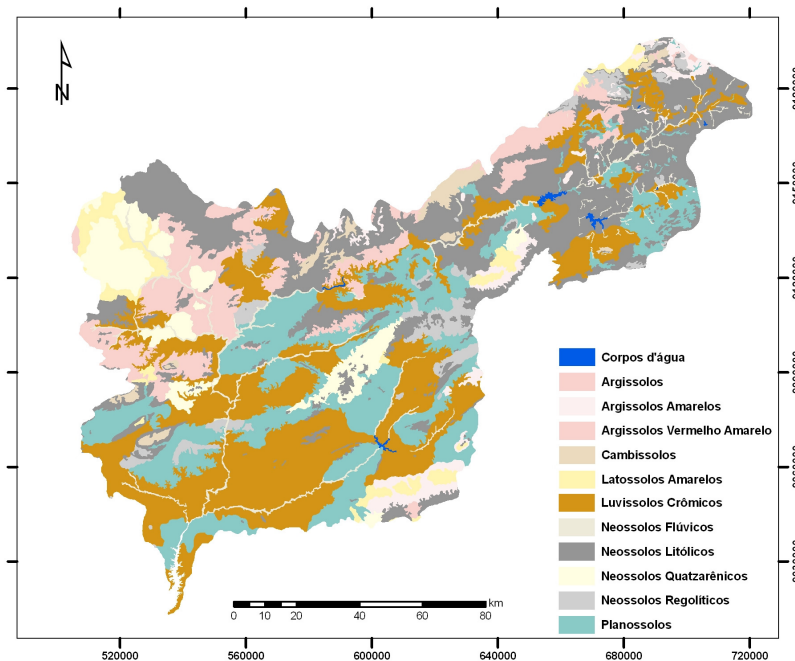 N
Corpos d'água
Argissolos
Argissolos Amarelos
Argissolos Vermelho Amarelo
Cambissolos
Latossolos Amarelos
Luvissolos Crômicos
Neossolos Flúvicos
Neossolos Litólicos
Neossolos Quatzarênicos
Neossolos Regolíticos
Planossolos
km
0 10 20 40 60 80
520000 560000 600000 640000 680000 720000